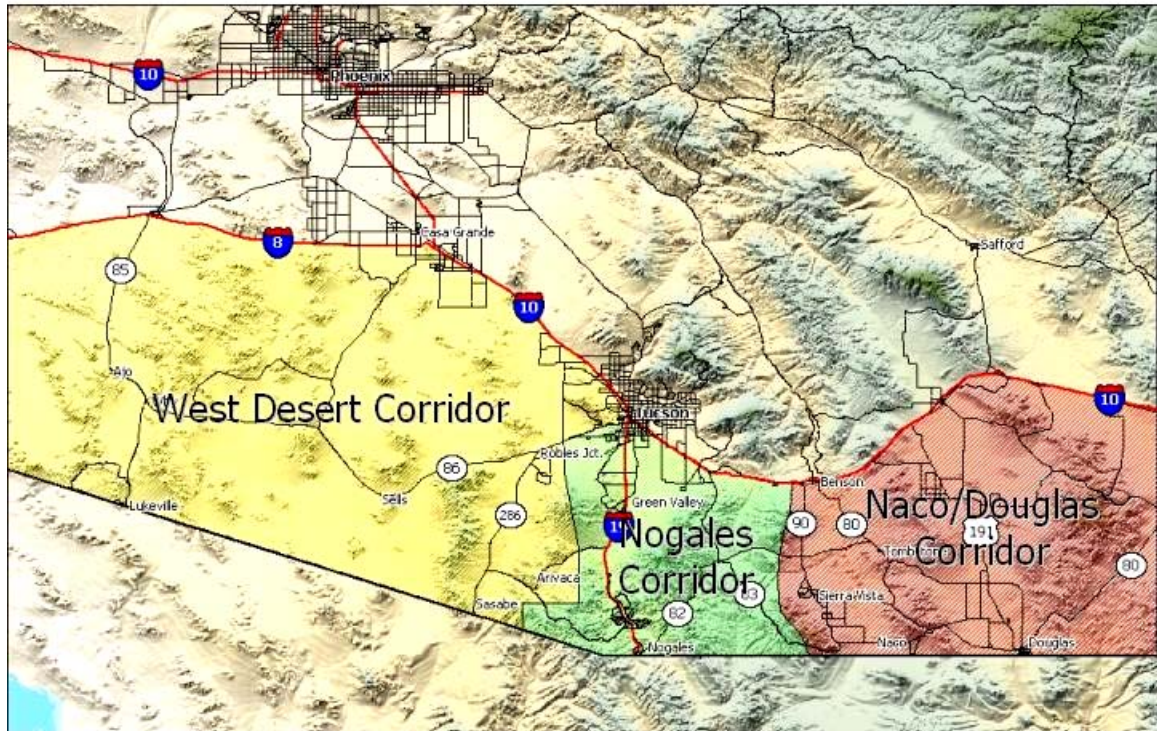 10
Phoenix
8
Casa Grande
Safford
85
10
Ajo
West Desert Corridor
Tucson
10
Robles Jct.
86
Benson
Sells
Lukeville
286
Green Valley
Naco/Douglas
Corridor
90
80
191
19
Nogales
Corridor
Tombstone
80
Arivaca
83
Sierra Vista
Sasabe
82
Nogales
Naco
Douglas